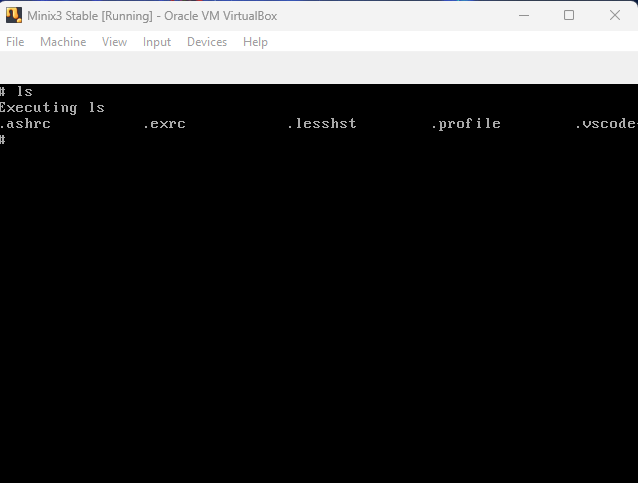 Minix3 Stable [Running] - Oracle VM VirtualBox
File Machine View Input Devices Help
# ls
Executing ls
.ashrc .exrc .lesshst .profile .vscode-
#